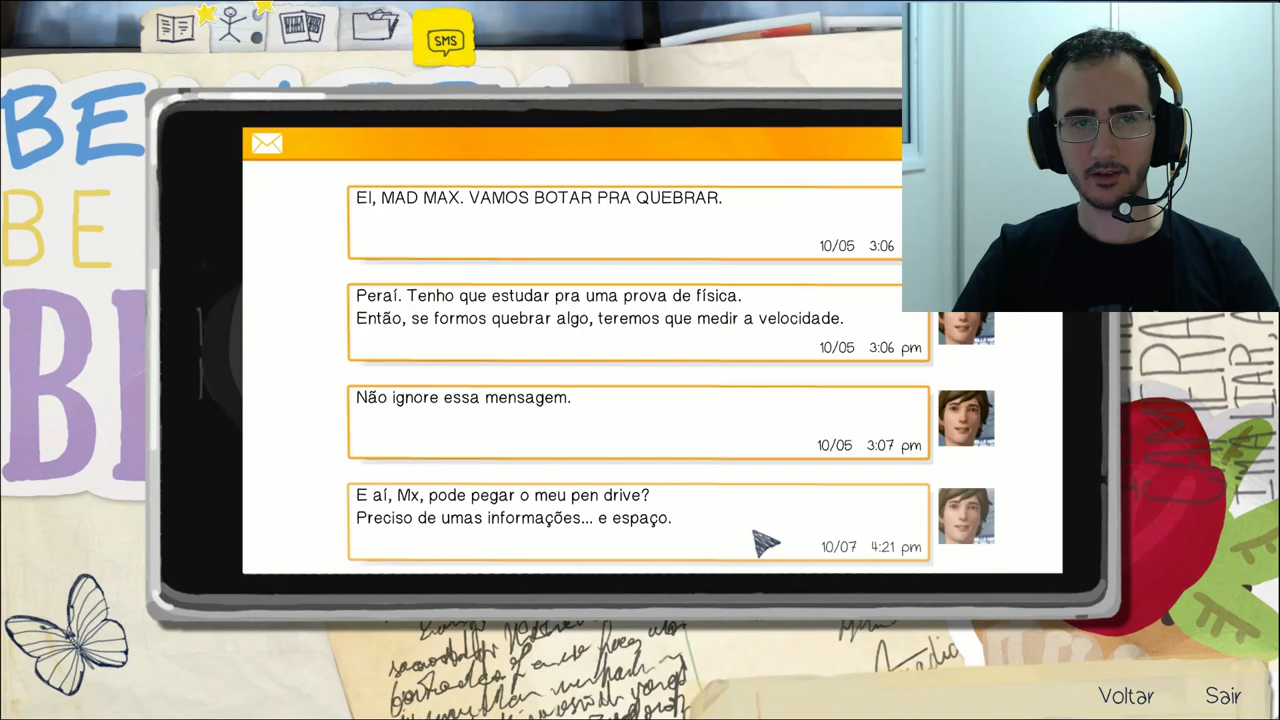 SMS
BE
BE
EI, MAD MAX. VAMOS BOTAR PRA QUEBRAR.
10/05 3:06
Peraí. Tenho que estudar pra uma prova de física.
Então, se formos quebrar algo, teremos que medir a velocidade.
10/05 3:06 pm
Não ignore essa mensagem.
10/05 3:07 pm
E aí, Mx, pode pegar o meu pen drive?
Preciso de umas informações... e espaço.
10/07 4:21 pm
Voltar
Sair